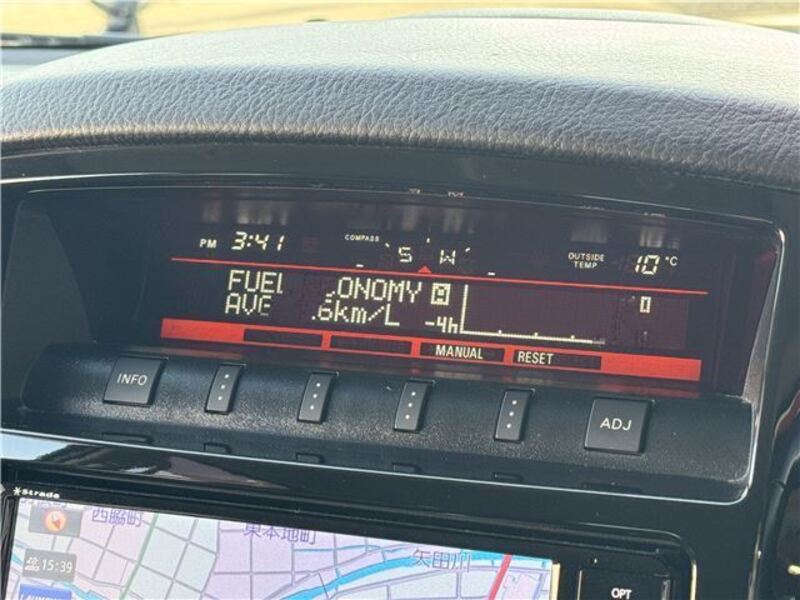 PM 3:41 COMPASS S W OUTSIDE TEMP 10 °C
FUEL ONOMY A 0
AVE .6km/L -4h
MANUAL RESET
INFO ADJ
Strada
西脇町 東本地町 矢田川
15:39
OPT